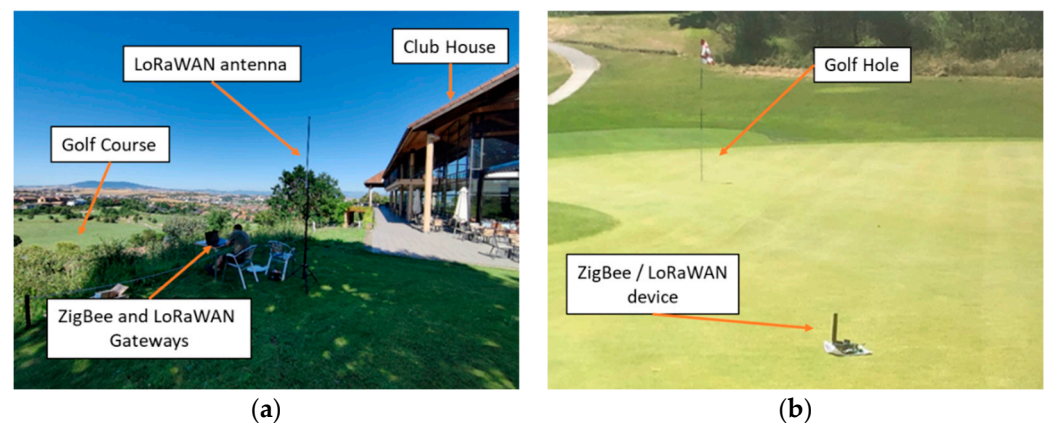 LoRaWAN antenna
Club House
Golf Course
ZigBee and LoRaWAN
Gateways
Golf Hole
ZigBee / LoRaWAN
device
(a)
(b)